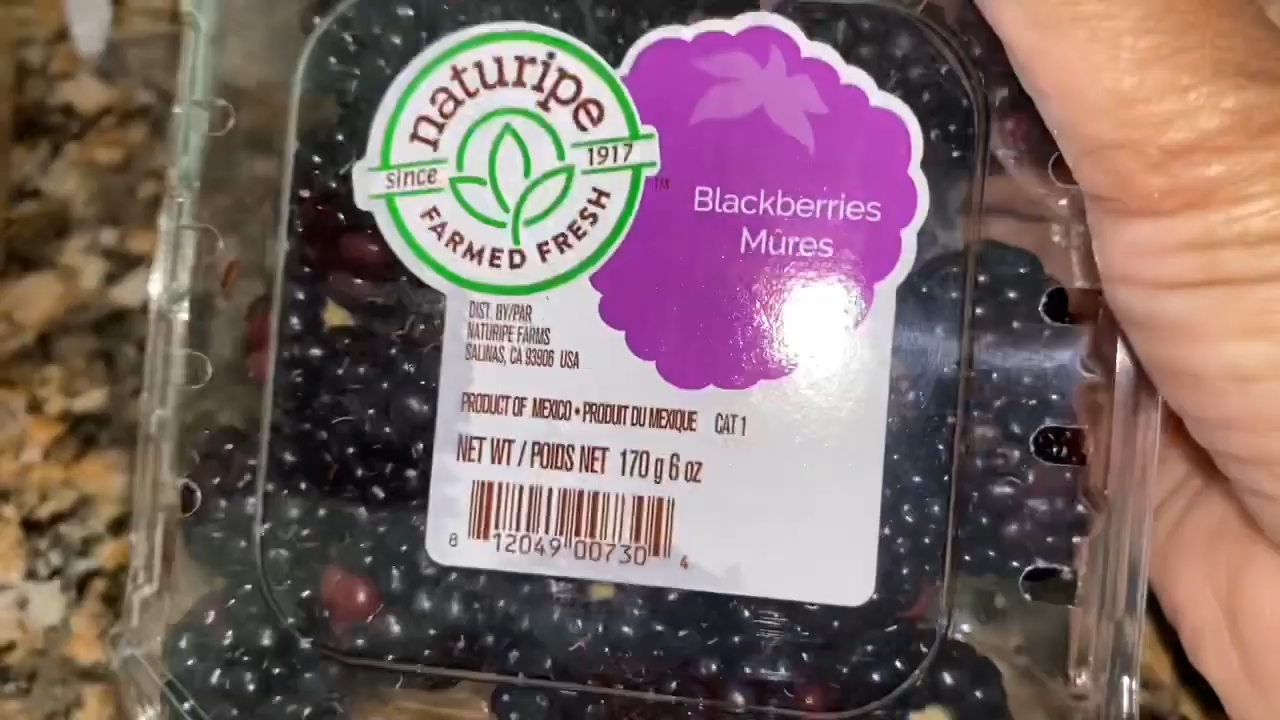 naturipe
since 1917
FARMED FRESH
TM
Blackberries
Mûres
DIST. BY/PAR
NATURIPE FARMS
SALINAS, CA 93906 USA
PRODUCT OF MEXICO • PRODUIT DU MEXIQUE CAT 1
NET WT / POIDS NET 170 g 6 oz
8 12049 00730 4